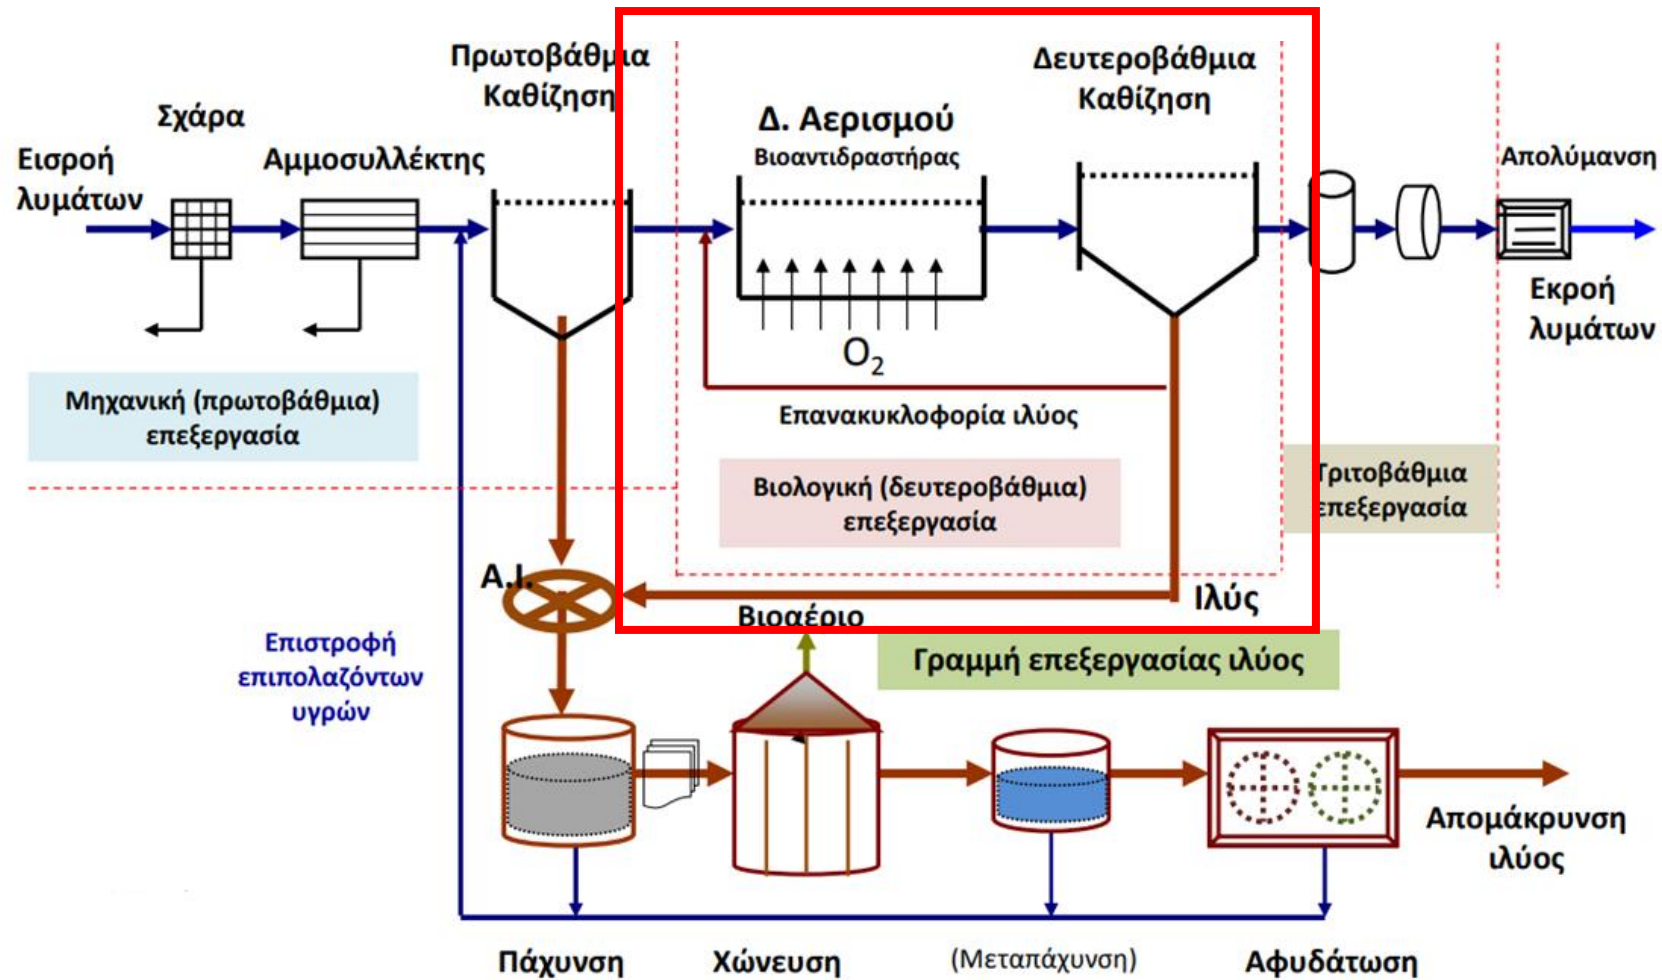 Πρωτοβάθμια
Καθίζηση
Δευτεροβάθμια
Καθίζηση
Σχάρα
Δ. Αερισμού
Βιοαντιδραστήρας
Εισροή
λυμάτων
Αμμοσυλλέκτης
Απολύμανση
Εκροή
λυμάτων
O2
Μηχανική (πρωτοβάθμια)
επεξεργασία
Επανακυκλοφορία ιλύος
Βιολογική (δευτεροβάθμια)
επεξεργασία
Τριτοβάθμια
επεξεργασία
Α.Ι.
Ιλύς
Βιοαέριο
Επιστροφή
επιπολαζόντων
υγρών
Γραμμή επεξεργασίας ιλύος
Απομάκρυνση
ιλύος
Πάχυνση
Χώνευση
(Μεταπάχυνση)
Αφυδάτωση